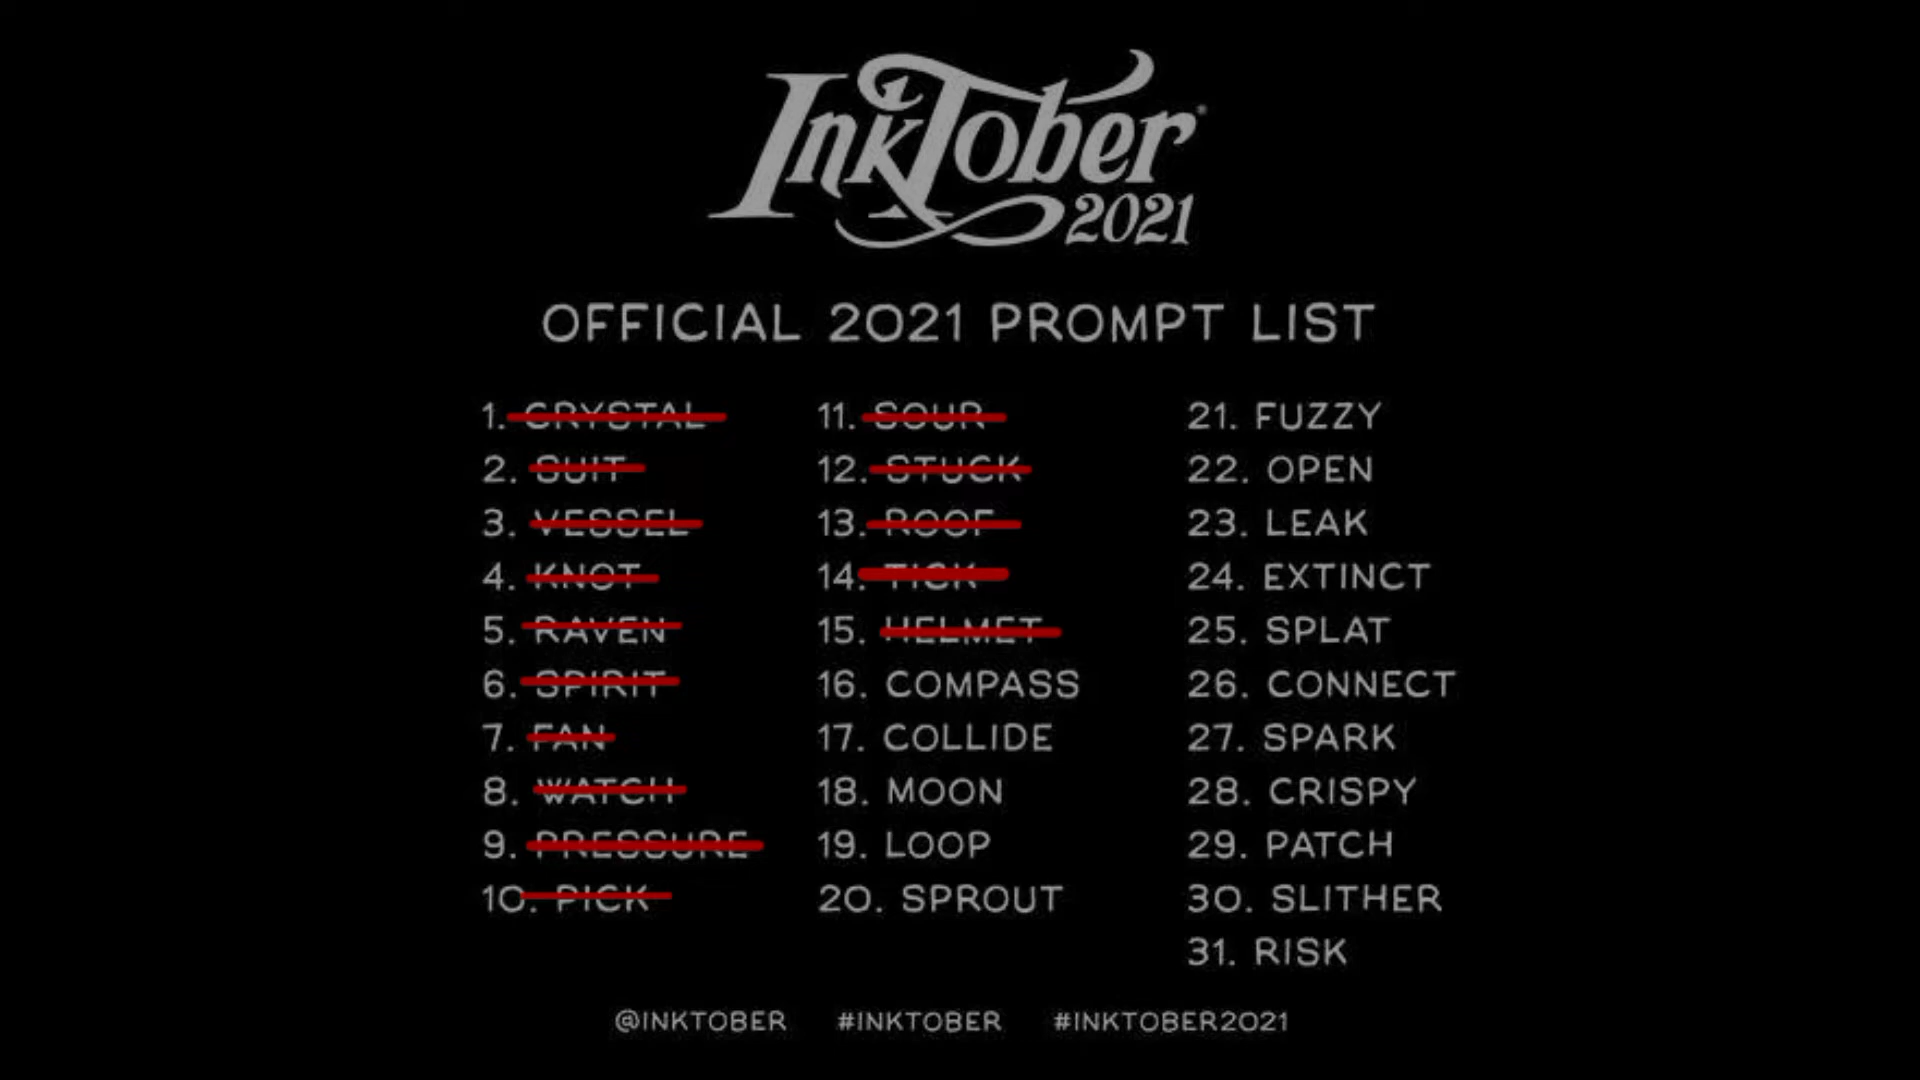 InkTober
2021
OFFICIAL 2021 PROMPT LIST
1. CRYSTAL
2. SUIT
3. VESSEL
4. KNOT
5. RAVEN
6. SPIRIT
7. FAN
8. WATCH
9. PRESSURE
10. PICK
11. SOUR
12. STUCK
13. ROOF
14. TICK
15. HELMET
16. COMPASS
17. COLLIDE
18. MOON
19. LOOP
20. SPROUT
21. FUZZY
22. OPEN
23. LEAK
24. EXTINCT
25. SPLAT
26. CONNECT
27. SPARK
28. CRISPY
29. PATCH
30. SLITHER
31. RISK
@INKTOBER #INKTOBER #INKTOBER2021